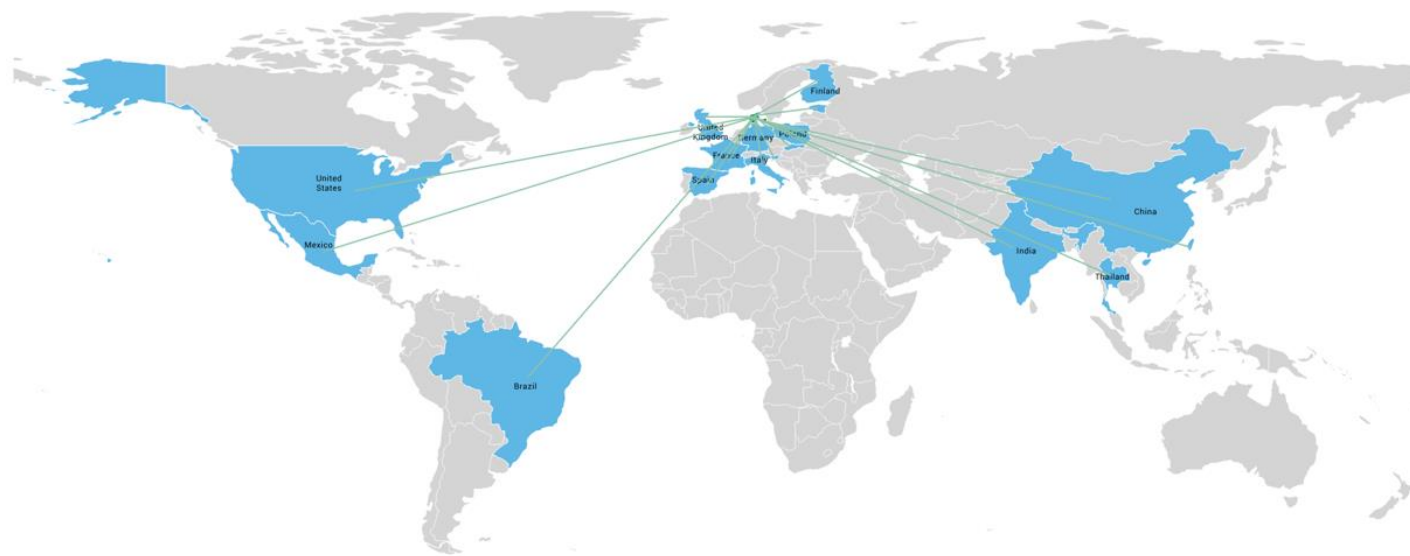 Finland
United
Kingdom
Germany
Poland
France
Italy
Spain
United
States
China
Mexico
India
Thailand
Brazil